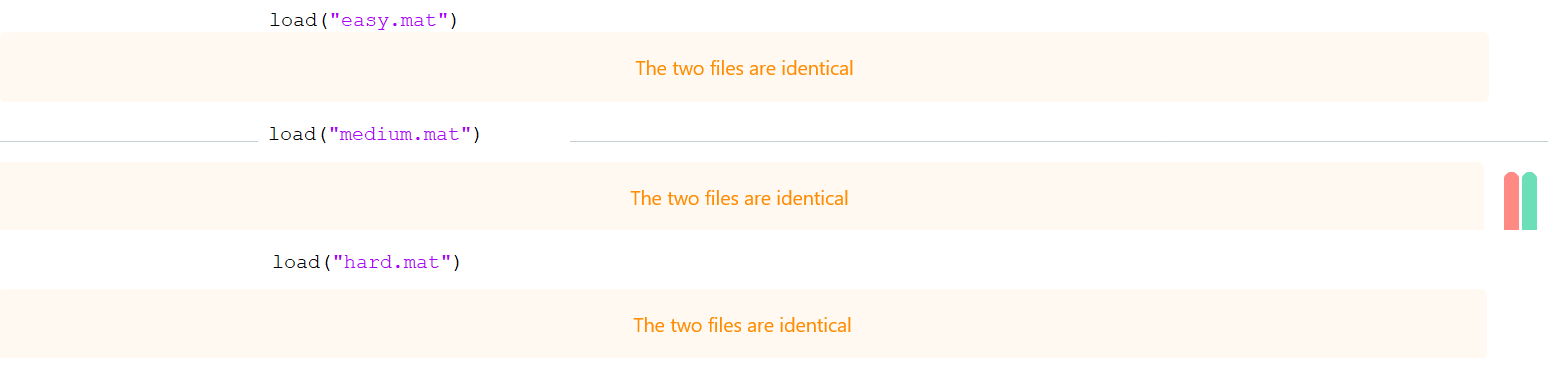 load("easy.mat")
The two files are identical
load("medium.mat")
The two files are identical
load("hard.mat")
The two files are identical